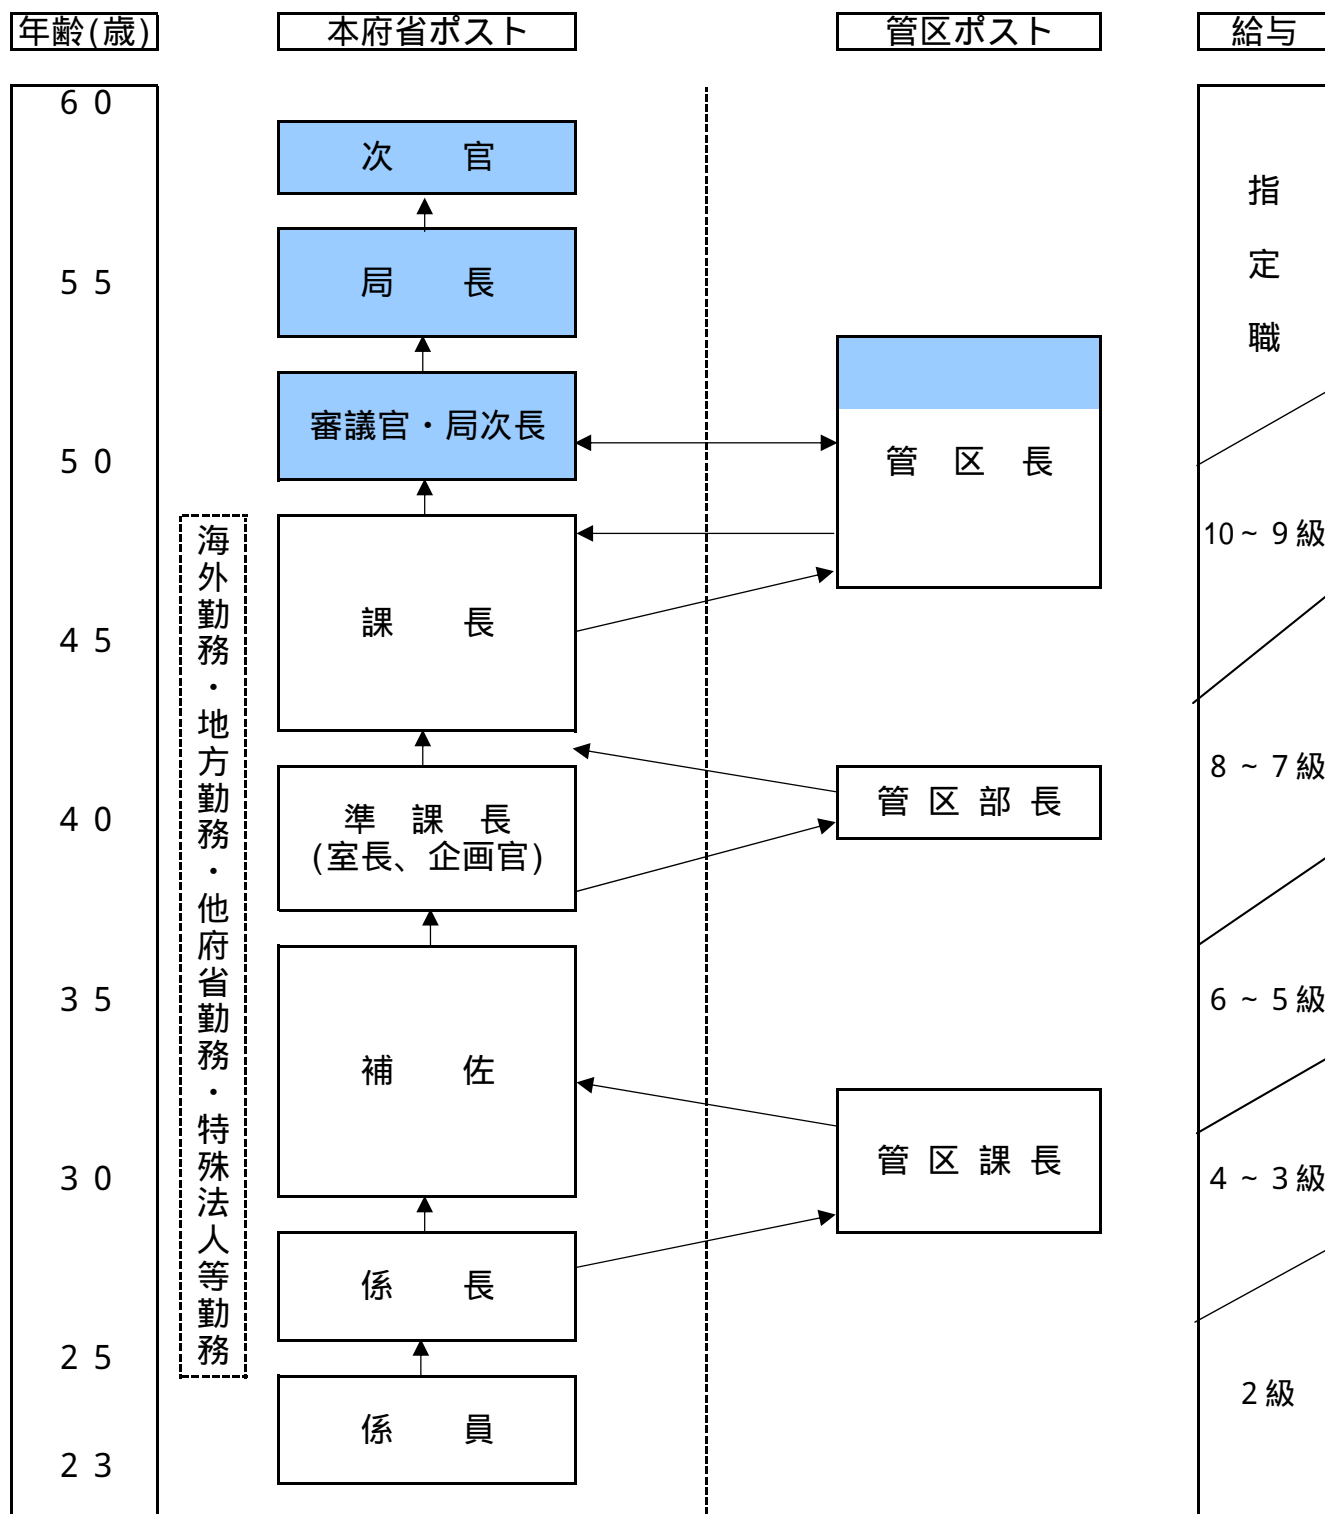 年齢(歳)
本府省ポスト
管区ポスト
給与
60
次 官
指定職
局 長
55
審議官・局次長
50
管 区 長
海外勤務・地方勤務・他府省勤務・特殊法人等勤務
10~9級
課 長
45
8~7級
管区部長
40
準 課 長
(室長、企画官)
35
6~5級
補 佐
管区課長
30
4~3級
係 長
25
2級
係 員
23